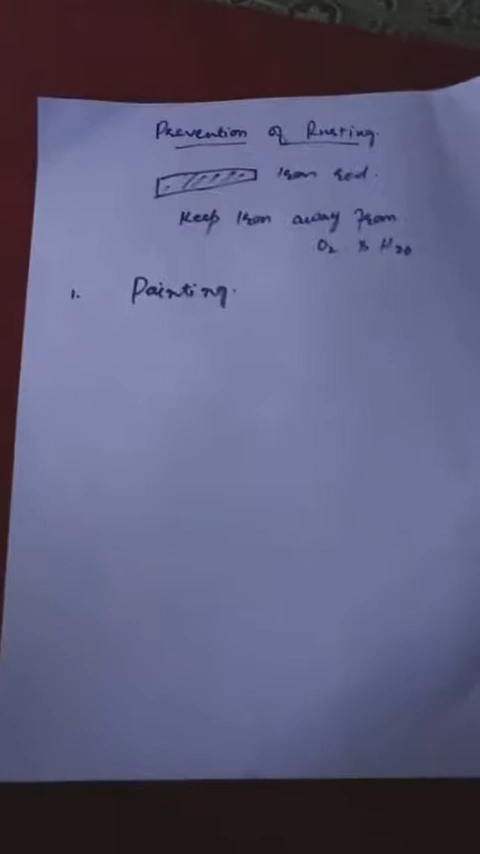 Prevention of Rusting.
Iron rod.
Keep Iron away from
O2 & H2O
1. Painting.